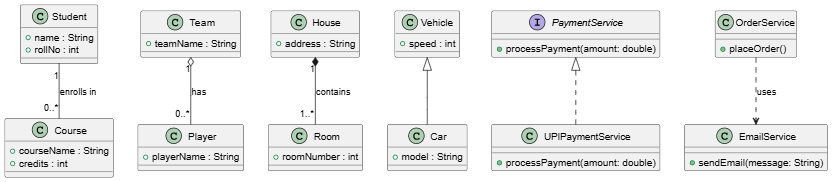 C Student
name : String
rollNo : int
1
enrolls in
0..*
C Course
courseName : String
credits : int
C Team
teamName : String
1
has
0..*
C Player
playerName : String
C House
address : String
1
contains
1..*
C Room
roomNumber : int
C Vehicle
speed : int
C Car
model : String
I PaymentService
processPayment(amount: double)
C UPIPaymentService
processPayment(amount: double)
C OrderService
placeOrder()
uses
C EmailService
sendEmail(message: String)